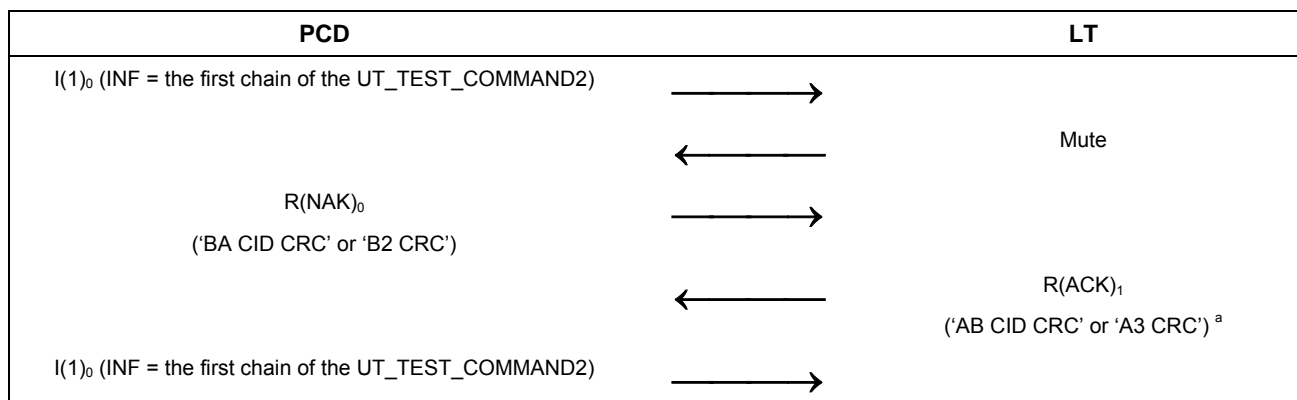 PCD LT
I(1)₀ (INF = the first chain of the UT_TEST_COMMAND2)
Mute
R(NAK)₀
(‘BA CID CRC’ or ‘B2 CRC’)
R(ACK)₁
(‘AB CID CRC’ or ‘A3 CRC’) ᵃ
I(1)₀ (INF = the first chain of the UT_TEST_COMMAND2)